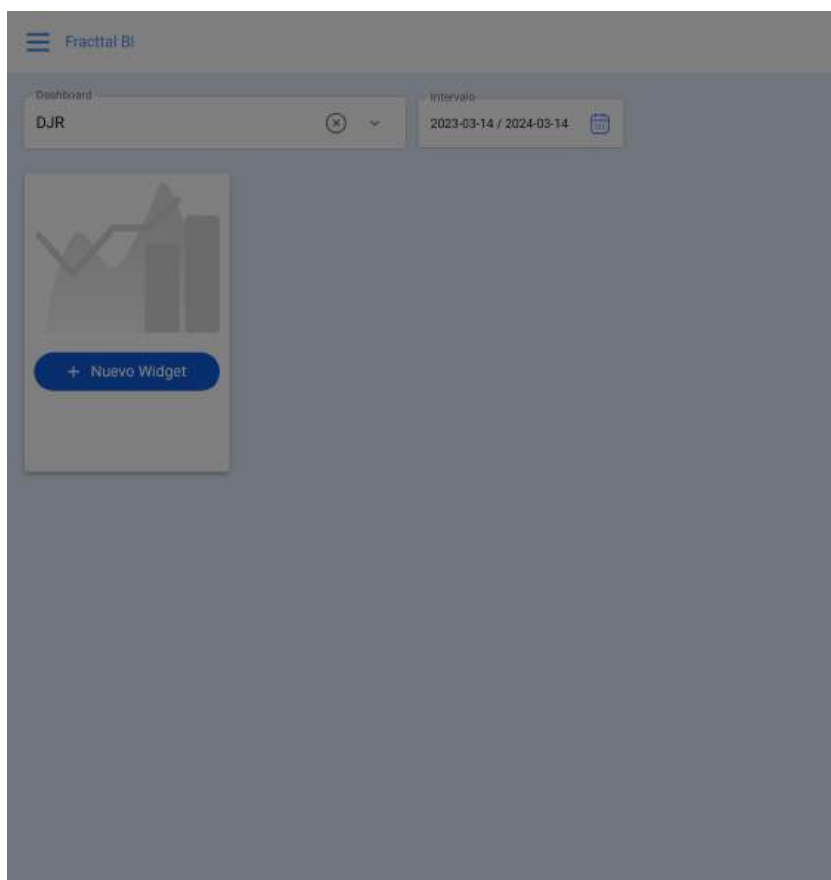 Fracttal BI
Dashboard
DJR
Intervalo
2023-03-14 / 2024-03-14
+ Nuevo Widget